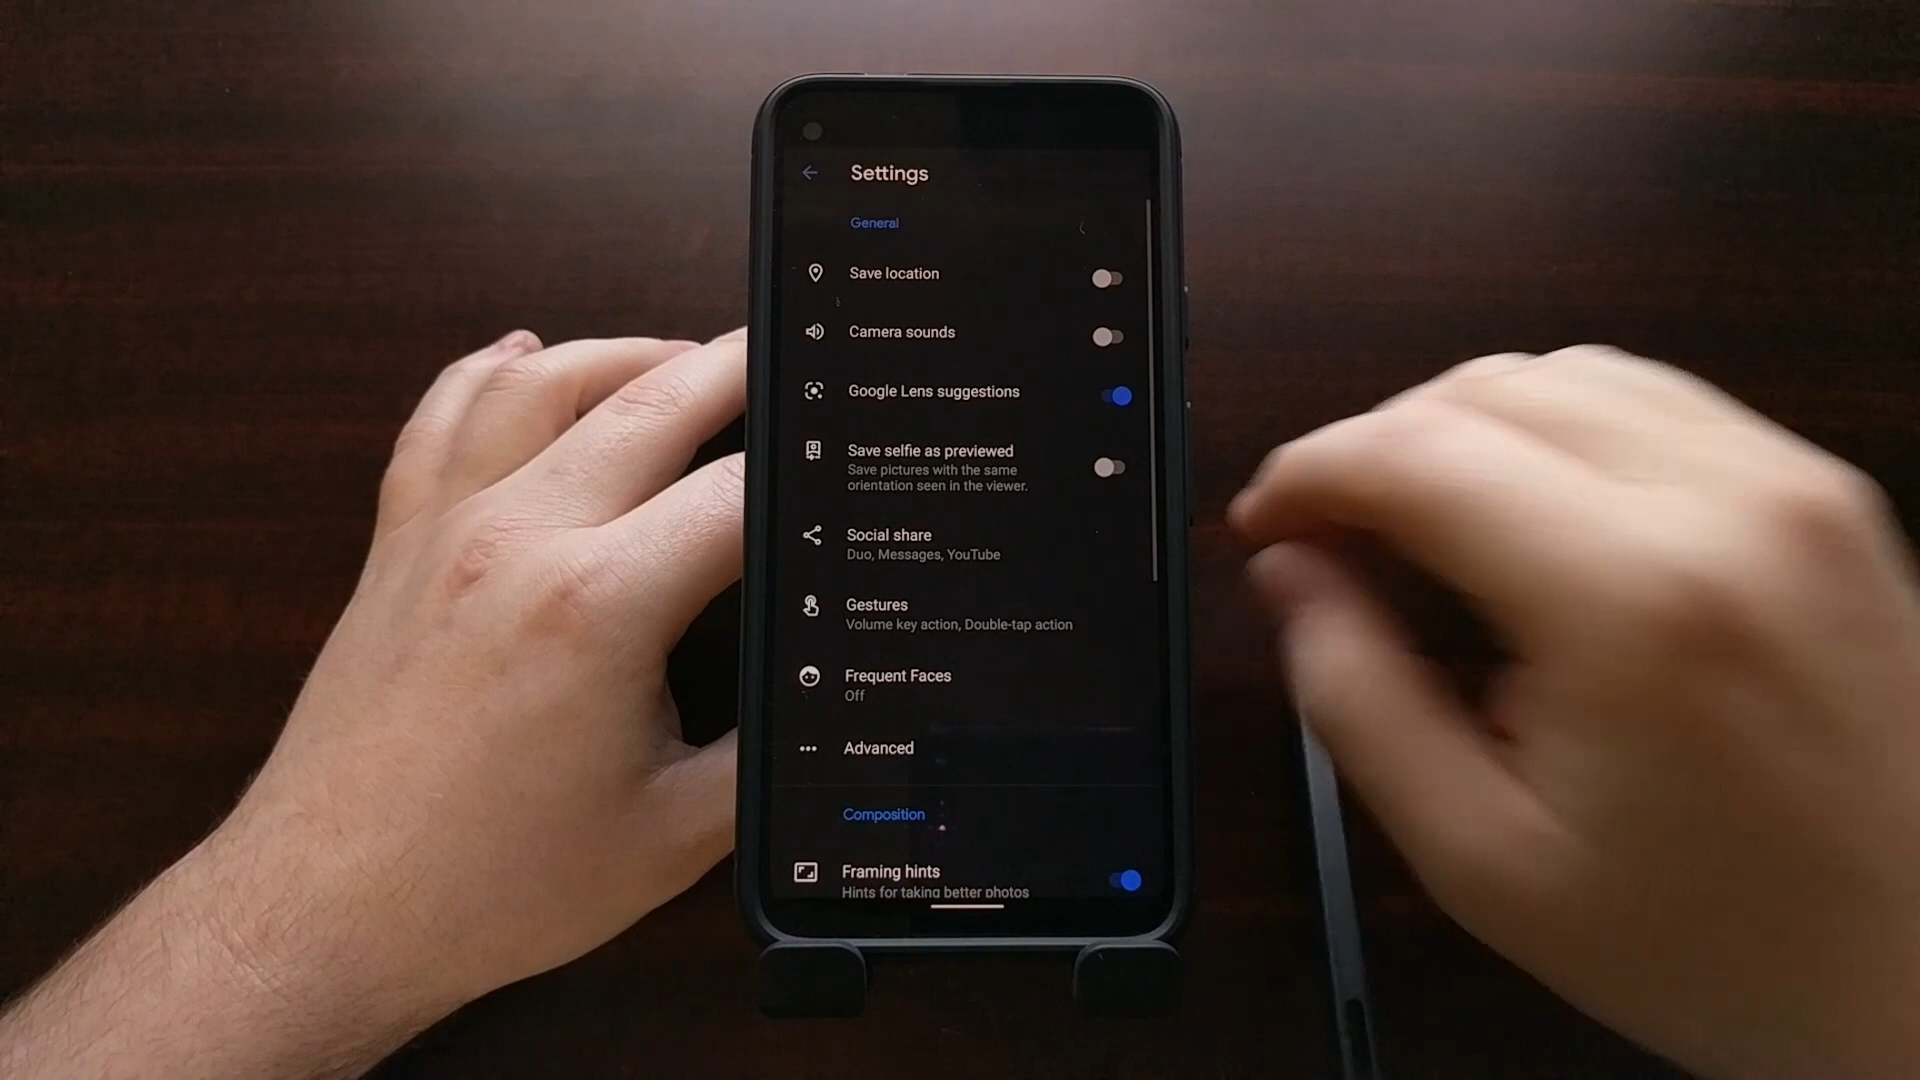 Settings
General
Save location
Camera sounds
Google Lens suggestions
Save selfie as previewed
Save pictures with the same
orientation seen in the viewer.
Social share
Duo, Messages, YouTube
Gestures
Volume key action, Double-tap action
Frequent Faces
Off
Advanced
Composition
Framing hints
Hints for taking better photos